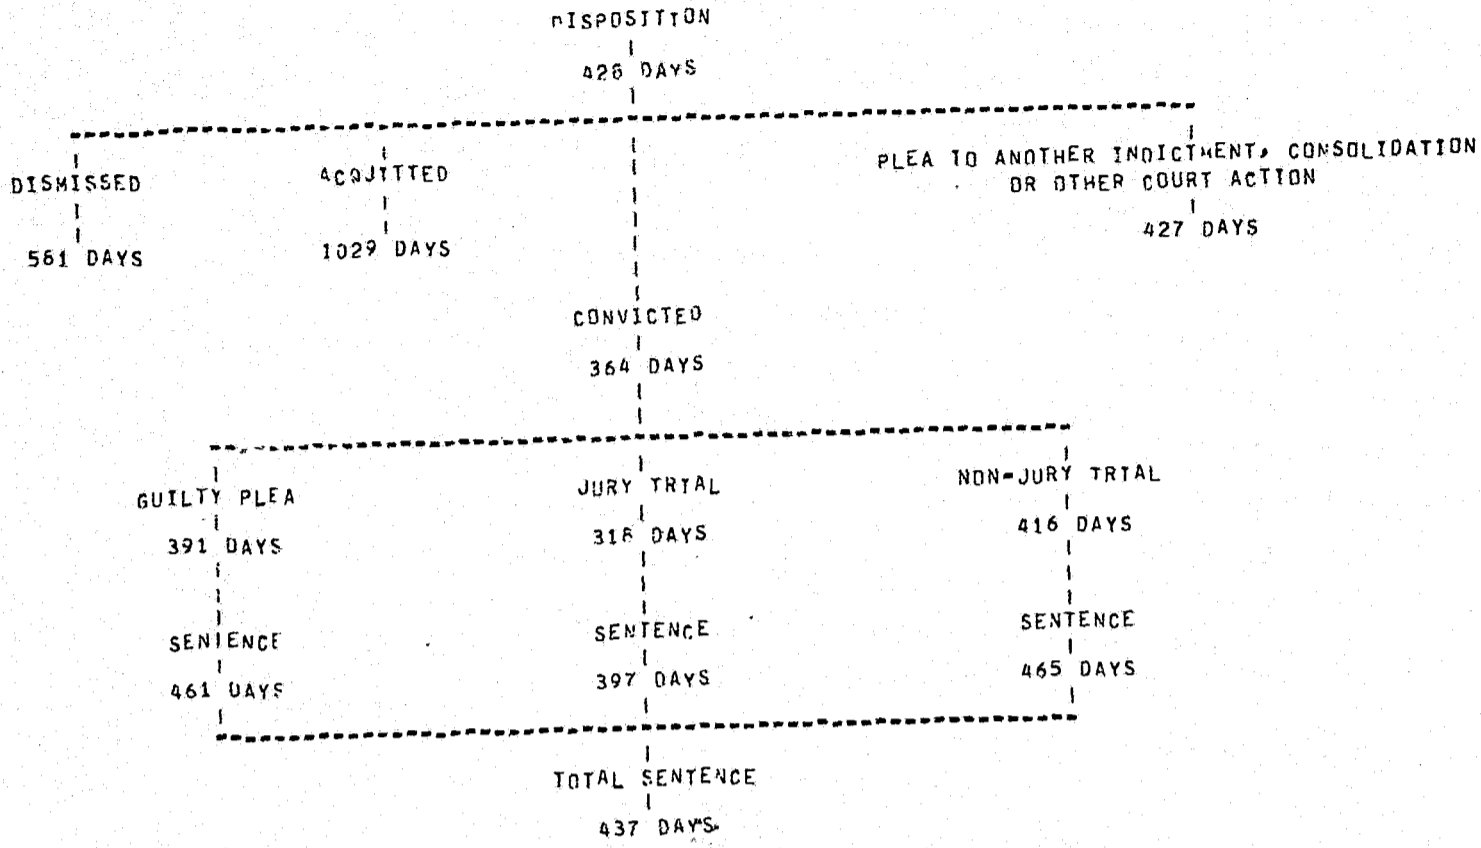 DISPOSITION
428 DAYS
DISMISSED
561 DAYS
ACQUITTED
1029 DAYS
PLEA TO ANOTHER INDICTMENT, CONSOLIDATION
OR OTHER COURT ACTION
427 DAYS
CONVICTED
364 DAYS
GUILTY PLEA
391 DAYS
JURY TRIAL
318 DAYS
NON-JURY TRIAL
416 DAYS
SENTENCE
461 DAYS
SENTENCE
397 DAYS
SENTENCE
465 DAYS
TOTAL SENTENCE
437 DAYS